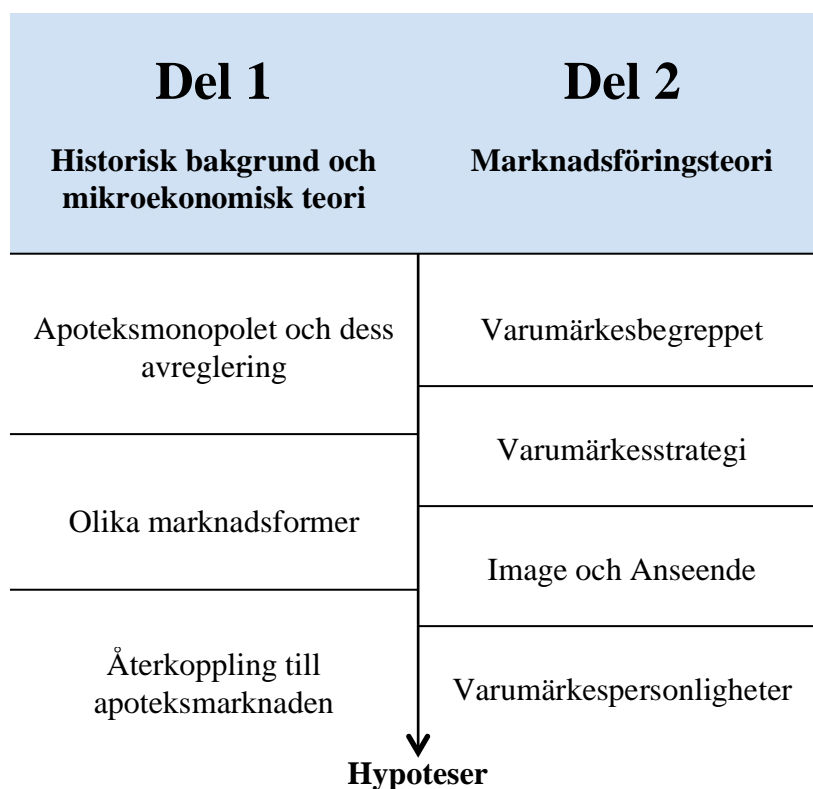 Del 1
Historisk bakgrund och
mikroekonomisk teori
Apoteksmonopolet och dess
avreglering
Olika marknadsformer
Återkoppling till
apoteksmarknaden
Del 2
Marknadsföringsteori
Varumärkesbegreppet
Varumärkesstrategi
Image och Anseende
Varumärkespersonligheter
Hypoteser